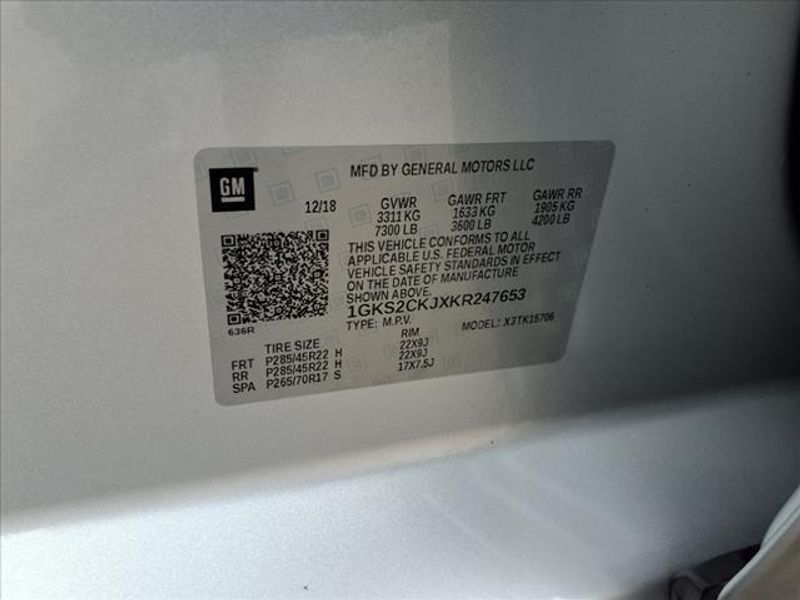 MFD BY GENERAL MOTORS LLC
GM
12/18 GVWR GAWR FRT GAWR RR
3311 KG 1633 KG 1905 KG
7300 LB 3600 LB 4200 LB
THIS VEHICLE CONFORMS TO ALL
APPLICABLE U.S. FEDERAL MOTOR
VEHICLE SAFETY STANDARDS IN EFFECT
ON THE DATE OF MANUFACTURE
SHOWN ABOVE.
1GKS2CKJXKR247653
636R
TYPE: M.P.V. MODEL: X3TK15706
TIRE SIZE RIM
FRT P285/45R22 H 22X9J
RR P285/45R22 H 22X9J
SPA P265/70R17 S 17X7.5J